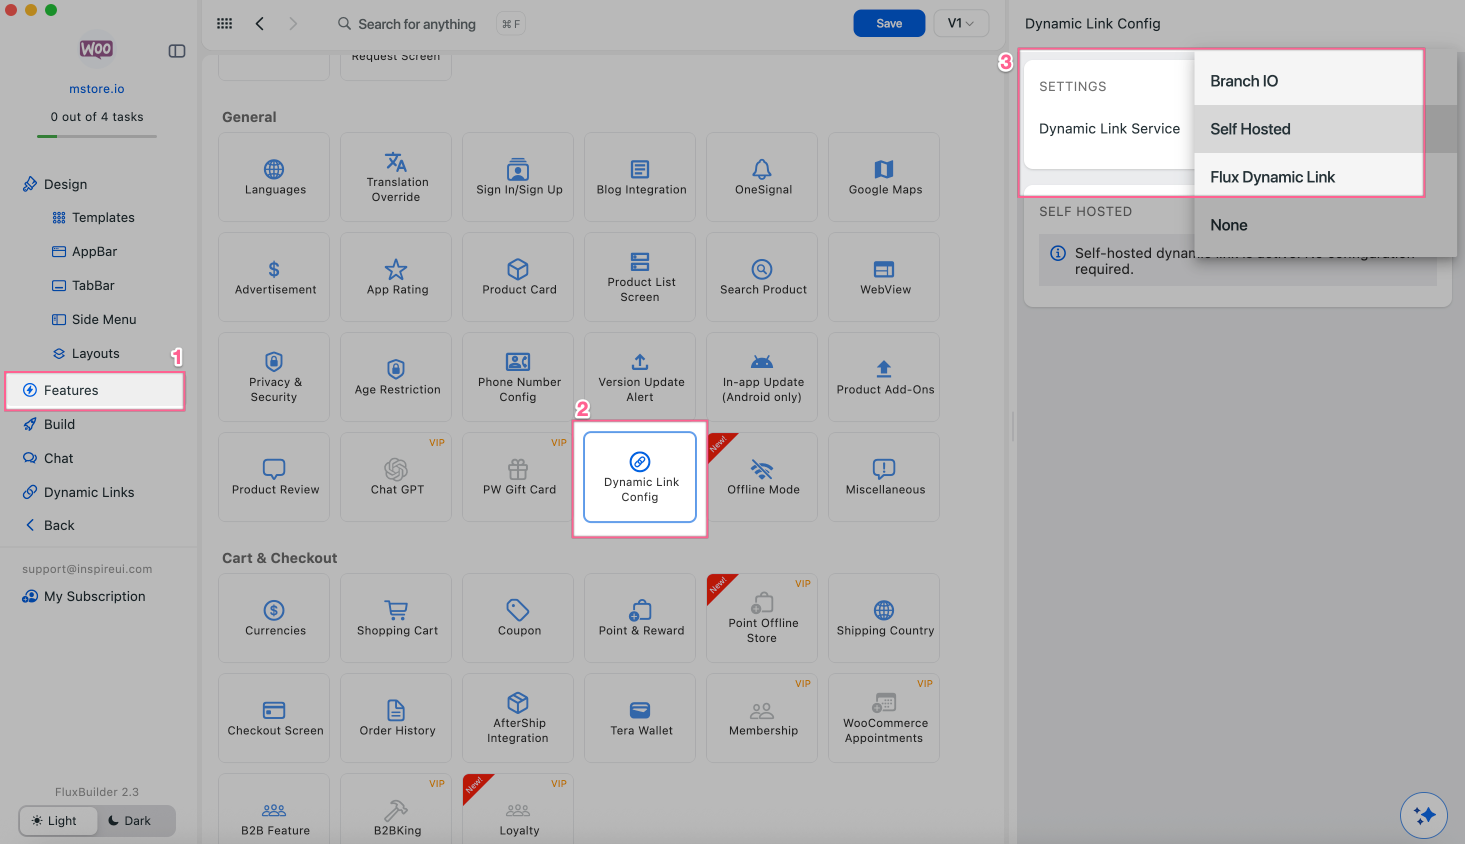 WOO
mstore.io
0 out of 4 tasks
Design
Templates
AppBar
TabBar
Side Menu
Layouts
1
Features
Build
Chat
Dynamic Links
Back
support@inspireui.com
My Subscription
FluxBuilder 2.3
Light
Dark
Search for anything
⌘ F
Save
V1
Request Screen
General
Languages
Translation
Override
Sign In/Sign Up
Blog Integration
OneSignal
Google Maps
Advertisement
App Rating
Product Card
Product List
Screen
Search Product
WebView
Privacy &
Security
Age Restriction
Phone Number
Config
Version Update
Alert
In-app Update
(Android only)
Product Add-Ons
2
Product Review
VIP
Chat GPT
VIP
PW Gift Card
Dynamic Link
Config
New!
Offline Mode
Miscellaneous
Cart & Checkout
Currencies
Shopping Cart
Coupon
Point & Reward
New!
VIP
Point Offline
Store
Shipping Country
Checkout Screen
Order History
AfterShip
Integration
Tera Wallet
VIP
Membership
VIP
WooCommerce
Appointments
B2B Feature
VIP
B2BKing
New!
VIP
Loyalty
Dynamic Link Config
3
SETTINGS
Dynamic Link Service
Branch IO
Self Hosted
Flux Dynamic Link
None
SELF HOSTED
Self-hosted dynamic link is active. No configuration
required.